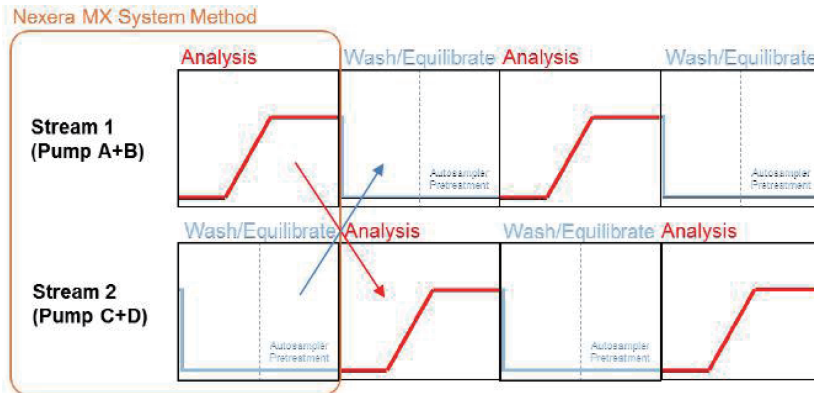 Nexera MX System Method
Analysis
Wash/Equilibrate
Analysis
Wash/Equilibrate
Stream 1
(Pump A+B)
Autosampler
Pretreatment
Autosampler
Pretreatment
Wash/Equilibrate
Analysis
Wash/Equilibrate
Analysis
Stream 2
(Pump C+D)
Autosampler
Pretreatment
Autosampler
Pretreatment